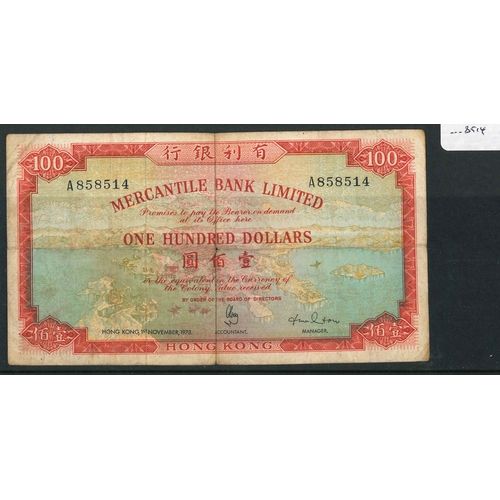 ...8514
100 行銀利有 100
A858514 A858514
MERCANTILE BANK LIMITED
Promises to pay the Bearer on demand
at its Office here
ONE HUNDRED DOLLARS
圓佰壹
or the equivalent in the Currency of
the Colony Value received.
BY ORDER OF THE BOARD OF DIRECTORS
HONG KONG 1ST NOVEMBER, 1973. ACCOUNTANT. MANAGER.
佰 HONG KONG 壹